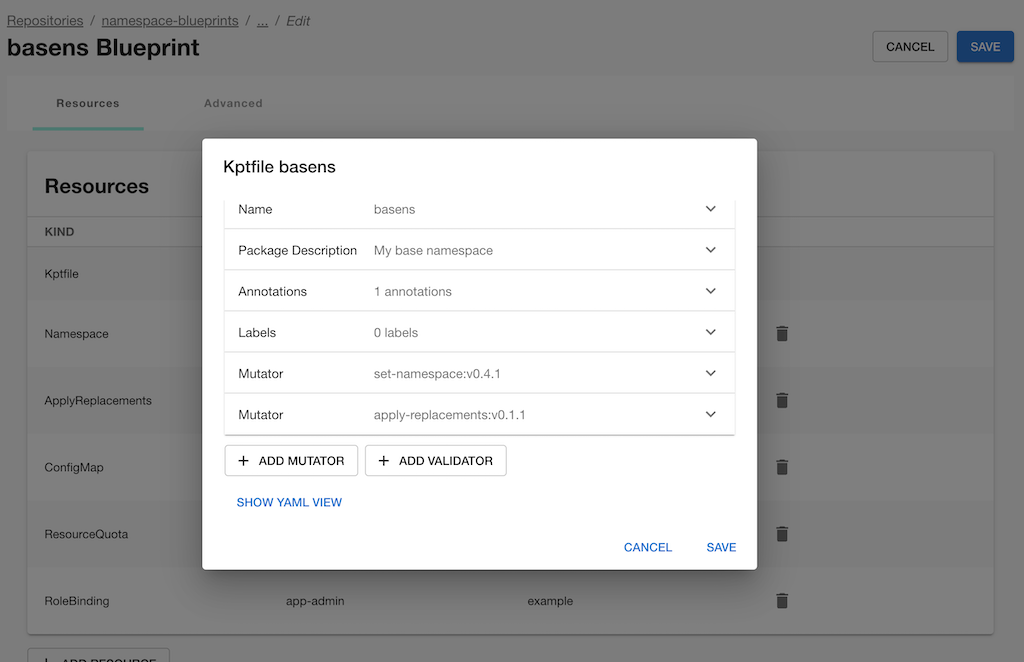 Repositories / namespace-blueprints / ... / Edit
basens Blueprint
CANCEL
SAVE
Resources
Advanced
Resources
KIND
Kptfile
Namespace
ApplyReplacements
ConfigMap
ResourceQuota
RoleBinding app-admin example
ADD RESOURCE
Kptfile basens
Name basens
Package Description My base namespace
Annotations 1 annotations
Labels 0 labels
Mutator set-namespace:v0.4.1
Mutator apply-replacements:v0.1.1
+ ADD MUTATOR
+ ADD VALIDATOR
SHOW YAML VIEW
CANCEL
SAVE